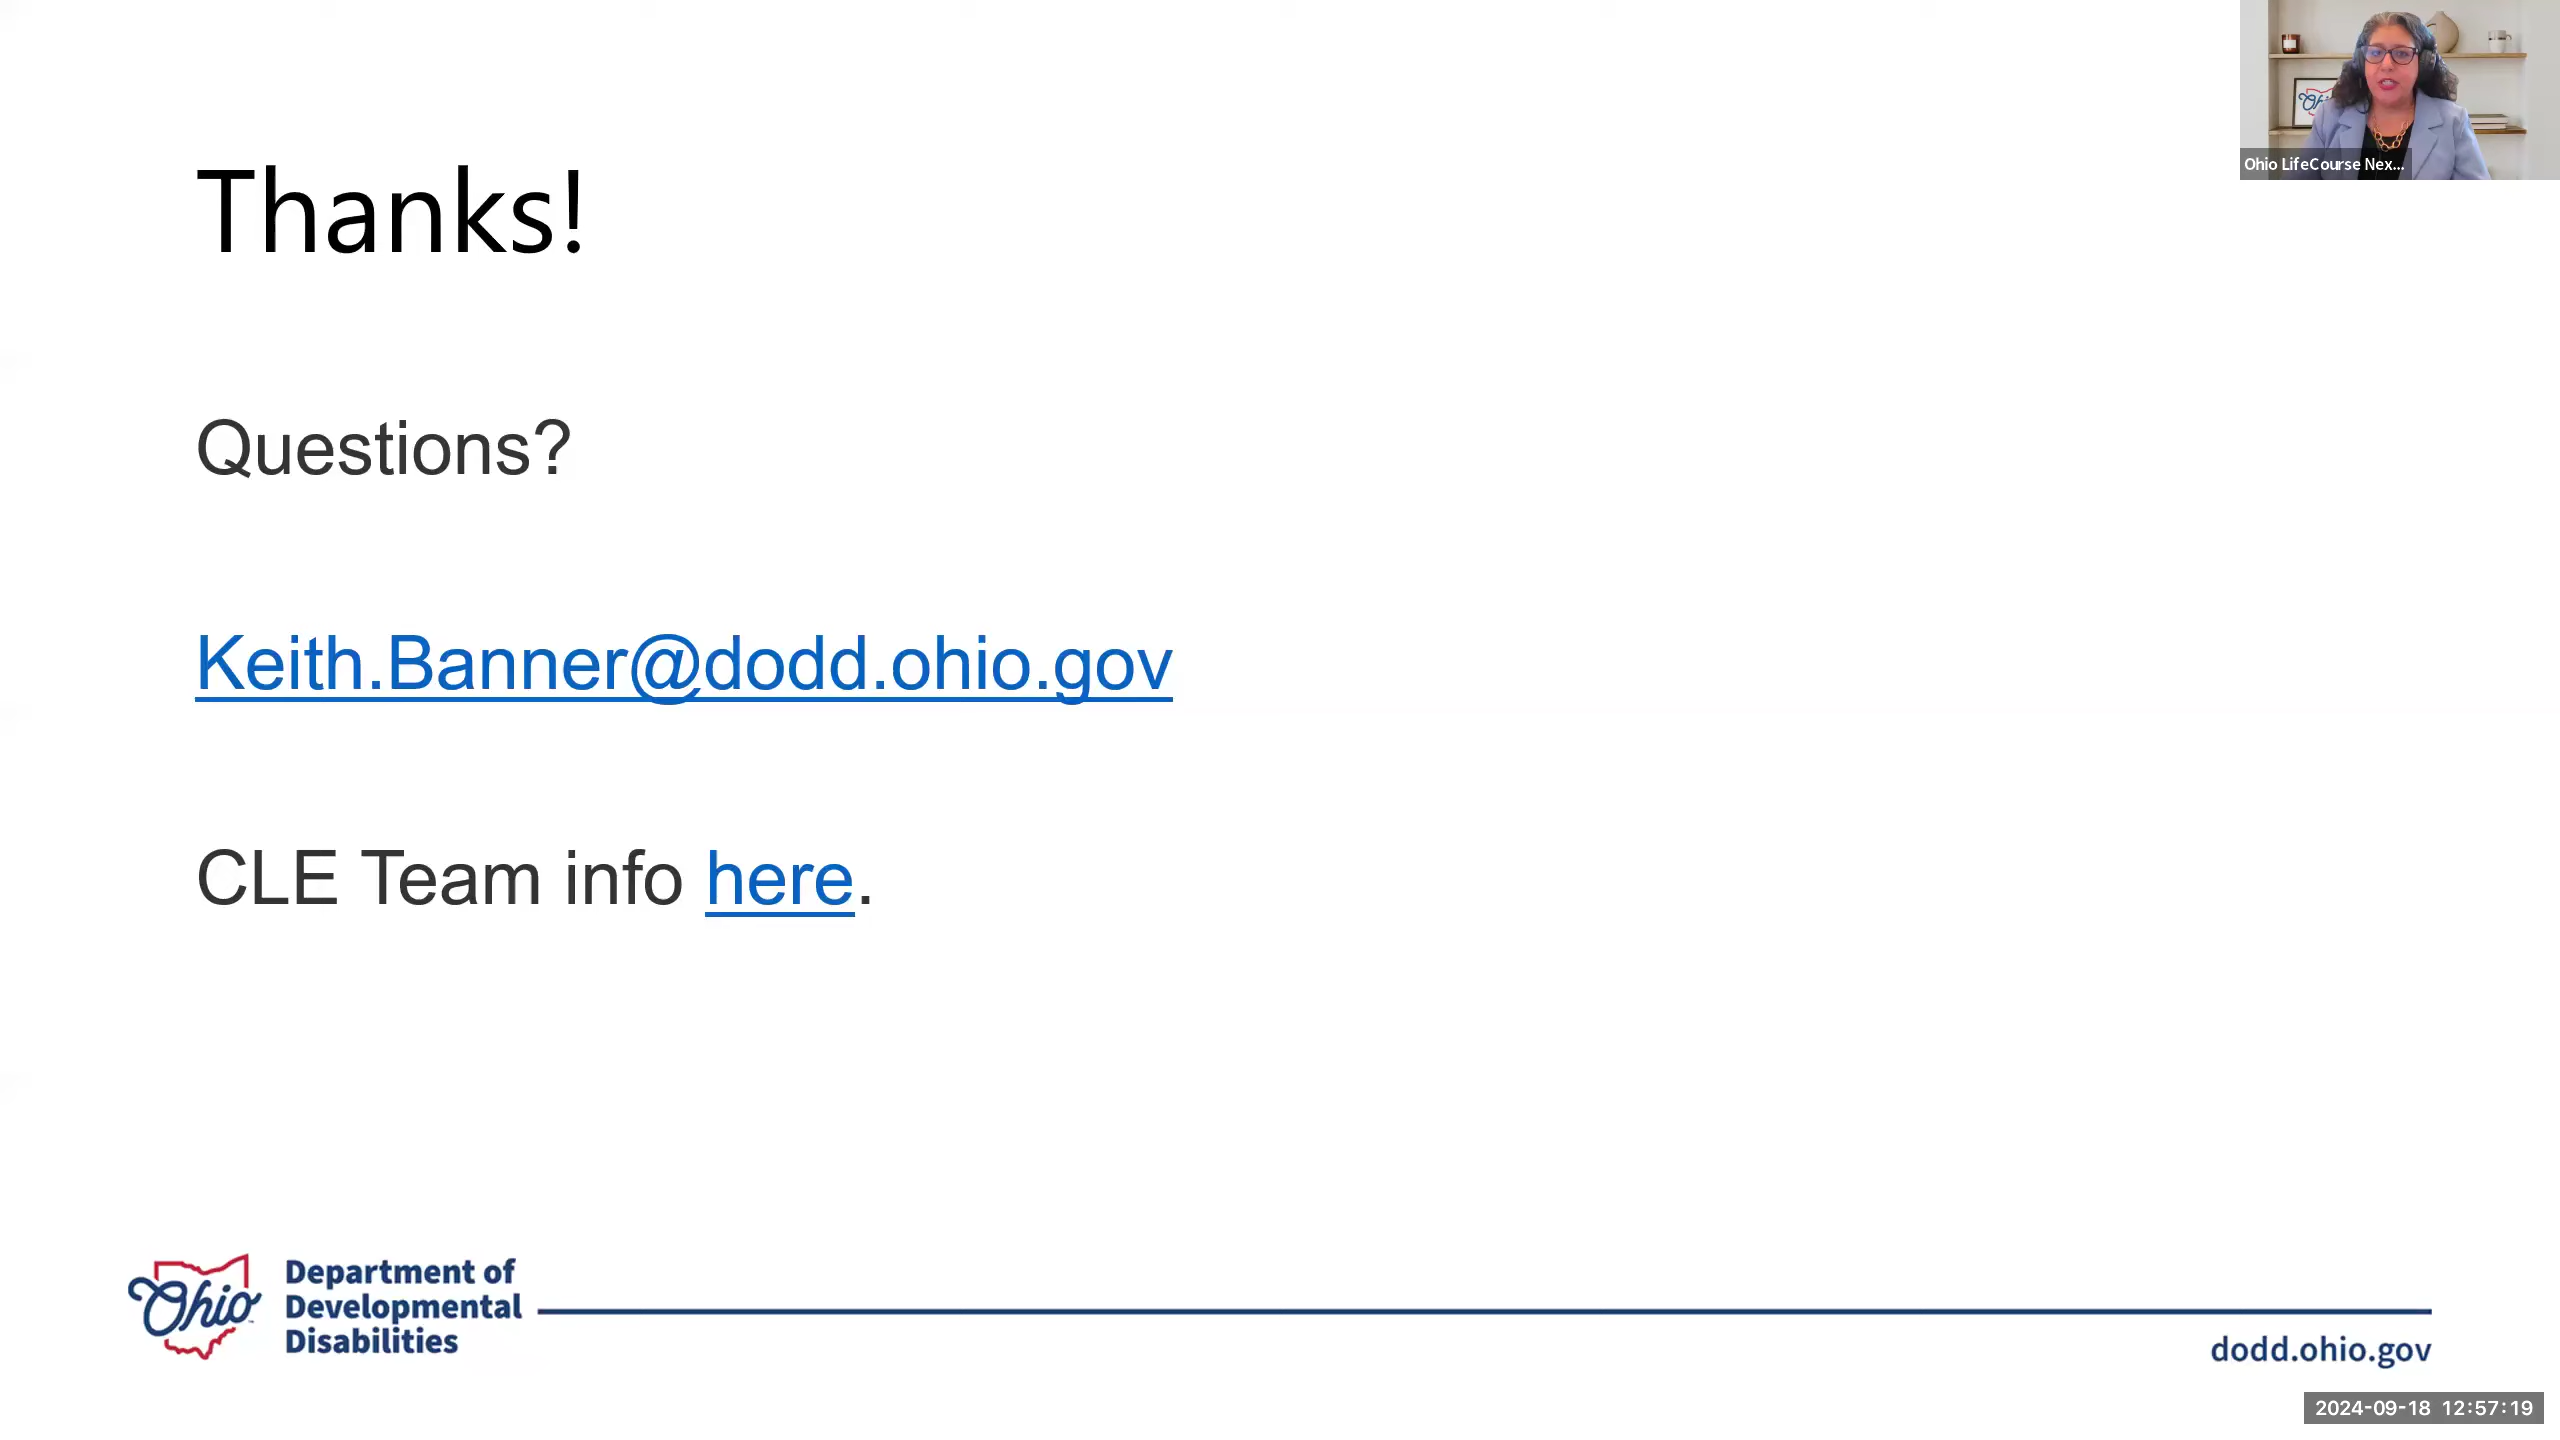 Thanks!
Questions?
Keith.Banner@dodd.ohio.gov
CLE Team info here.
Ohio LifeCourse Nex...
Ohio
Department of
Developmental
Disabilities
dodd.ohio.gov
2024-09-18 12:57:19